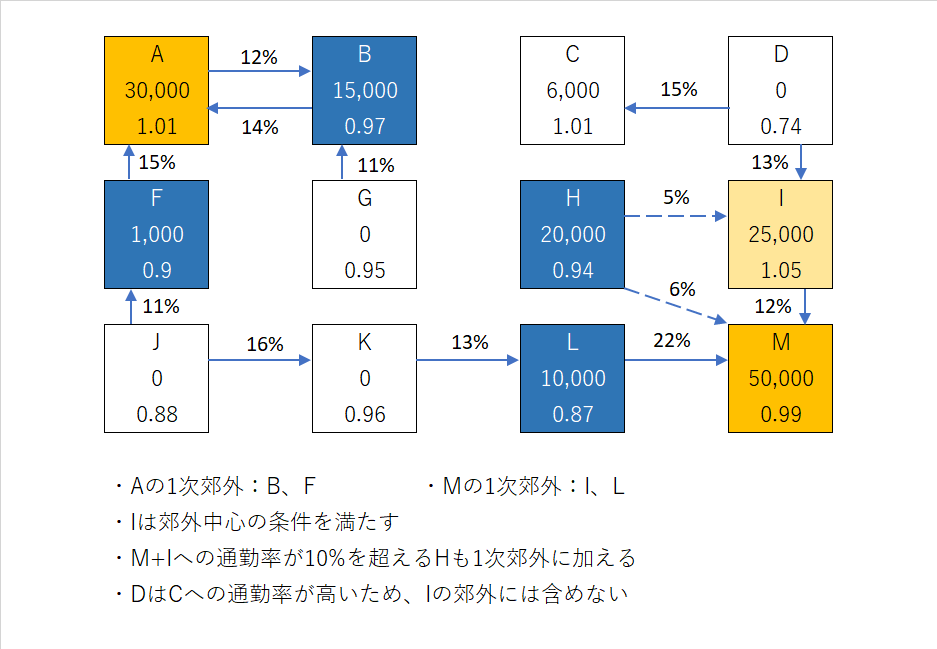 A
30,000
1.01
12%
14%
B
15,000
0.97
C
6,000
1.01
15%
D
0
0.74
15%
11%
13%
F
1,000
0.9
G
0
0.95
H
20,000
0.94
5%
6%
I
25,000
1.05
11%
12%
J
0
0.88
16%
K
0
0.96
13%
L
10,000
0.87
22%
M
50,000
0.99
・Aの1次郊外：B、F
・Mの1次郊外：I、L
・Iは郊外中心の条件を満たす
・M+Iへの通勤率が10%を超えるHも1次郊外に加える
・DはCへの通勤率が高いため、Iの郊外には含めない